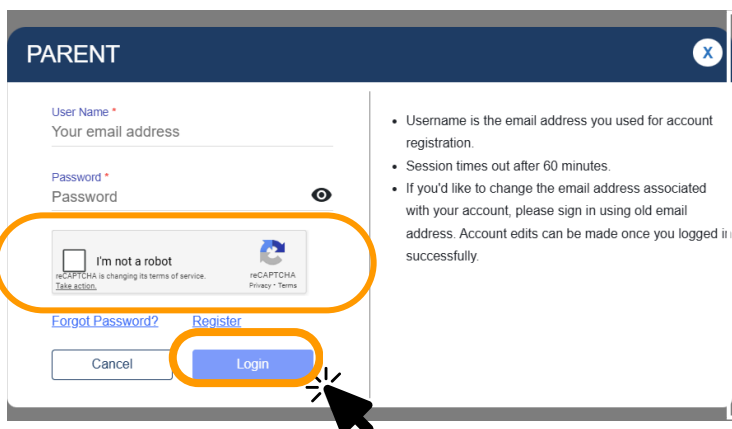 PARENT
X
User Name *
Your email address
Password *
Password
I'm not a robot
reCAPTCHA is changing its terms of service.
Take action.
reCAPTCHA
Privacy • Terms
Forgot Password? Register
Cancel Login
• Username is the email address you used for account
registration.
• Session times out after 60 minutes.
• If you'd like to change the email address associated
with your account, please sign in using old email
address. Account edits can be made once you logged in
successfully.